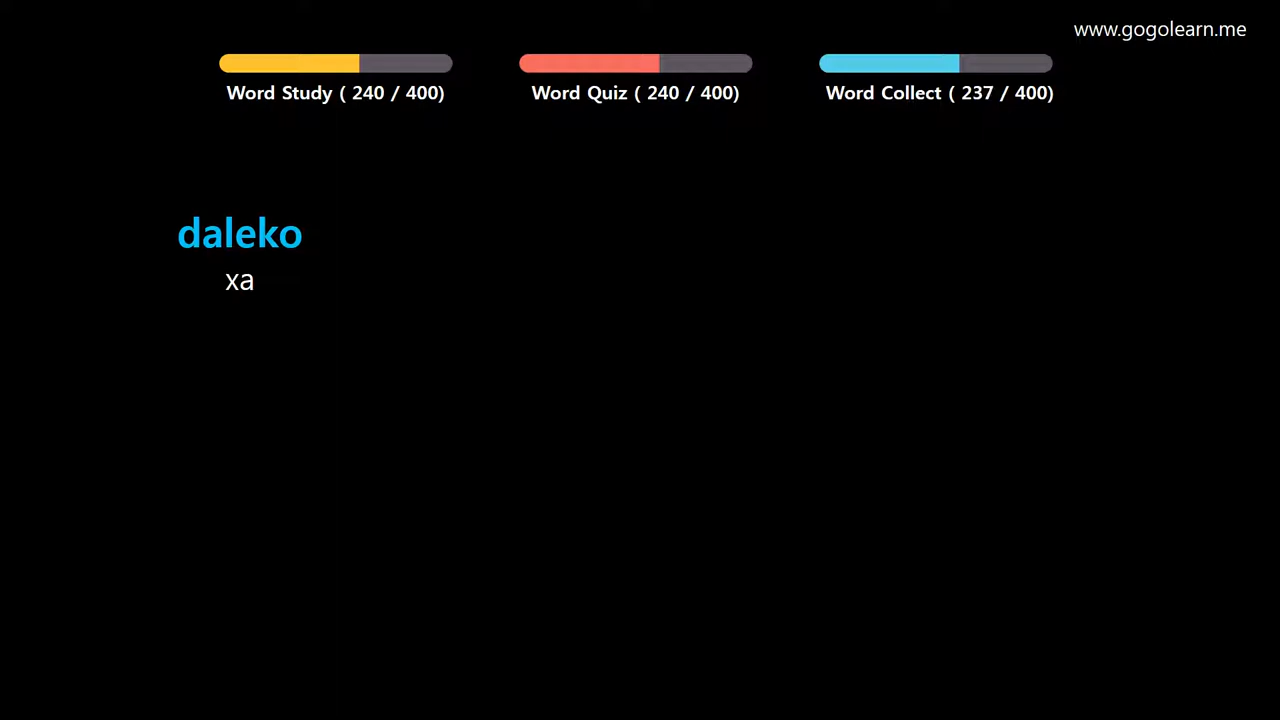 www.gogolearn.me
Word Study ( 240 / 400)
Word Quiz ( 240 / 400)
Word Collect ( 237 / 400)
daleko
xa